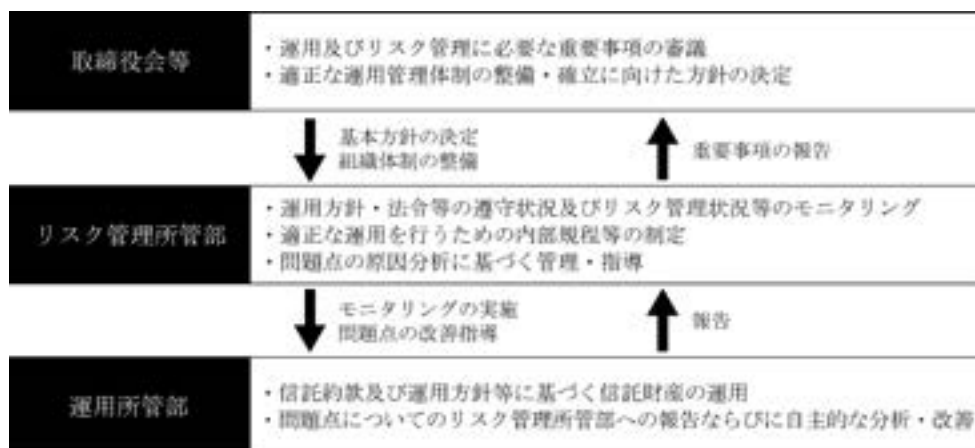 取締役会等
・運用及びリスク管理に必要な重要事項の審議
・適正な運用管理体制の整備・確立に向けた方針の決定
基本方針の決定
組織体制の整備
重要事項の報告
リスク管理所管部
・運用方針・法令等の遵守状況及びリスク管理状況等のモニタリング
・適正な運用を行うための内部規程等の制定
・問題点の原因分析に基づく管理・指導
モニタリングの実施
問題点の改善指導
報告
運用所管部
・信託約款及び運用方針等に基づく信託財産の運用
・問題点についてのリスク管理所管部への報告ならびに自主的な分析・改善